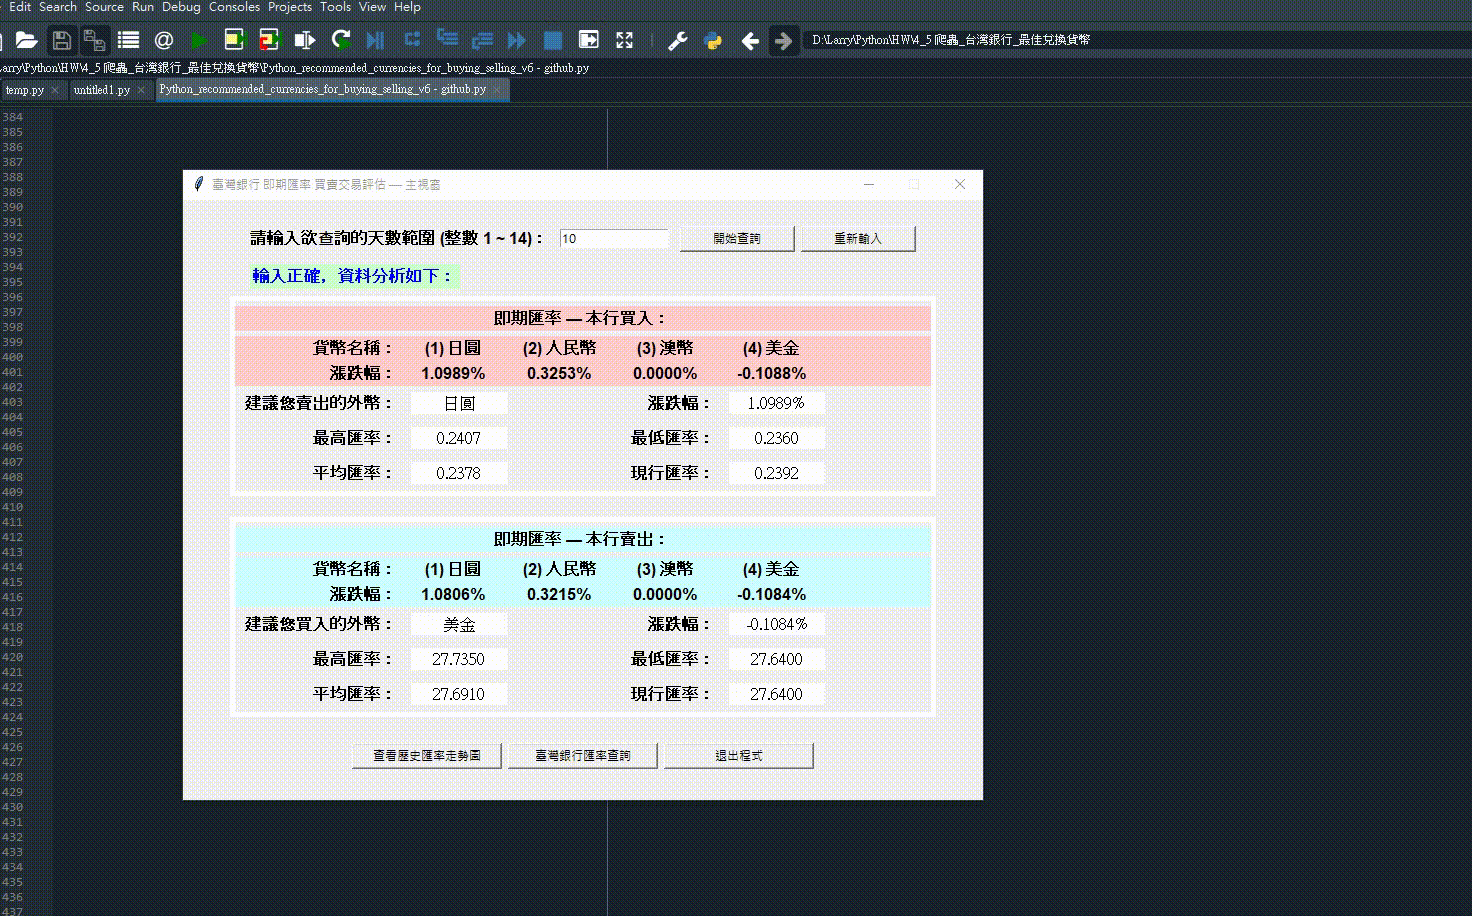 Edit Search Source Run Debug Consoles Projects Tools View Help
D:\Larry\Python\HW\4_5 爬蟲_台灣銀行_最佳兌換貨幣
arry\Python\HW\4_5 爬蟲_台灣銀行_最佳兌換貨幣\Python_recommended_currencies_for_buying_selling_v6 - github.py
temp.py untitled1.py Python_recommended_currencies_for_buying_selling_v6 - github.py
384
385
386
387
388
389
390
391
392
393
394
395
396
397
398
399
400
401
402
403
404
405
406
407
408
409
410
411
412
413
414
415
416
417
418
419
420
421
422
423
424
425
426
427
428
429
430
431
432
433
434
435
436
437
臺灣銀行 即期匯率 買賣交易評估 — 主視窗
請輸入欲查詢的天數範圍 (整數 1 ~ 14)： 10 開始查詢 重新輸入
輸入正確，資料分析如下：
即期匯率 — 本行買入：
貨幣名稱： (1) 日圓 (2) 人民幣 (3) 澳幣 (4) 美金
漲跌幅： 1.0989% 0.3253% 0.0000% -0.1088%
建議您賣出的外幣： 日圓 漲跌幅： 1.0989%
最高匯率： 0.2407 最低匯率： 0.2360
平均匯率： 0.2378 現行匯率： 0.2392
即期匯率 — 本行賣出：
貨幣名稱： (1) 日圓 (2) 人民幣 (3) 澳幣 (4) 美金
漲跌幅： 1.0806% 0.3215% 0.0000% -0.1084%
建議您買入的外幣： 美金 漲跌幅： -0.1084%
最高匯率： 27.7350 最低匯率： 27.6400
平均匯率： 27.6910 現行匯率： 27.6400
查看歷史匯率走勢圖 臺灣銀行匯率查詢 退出程式